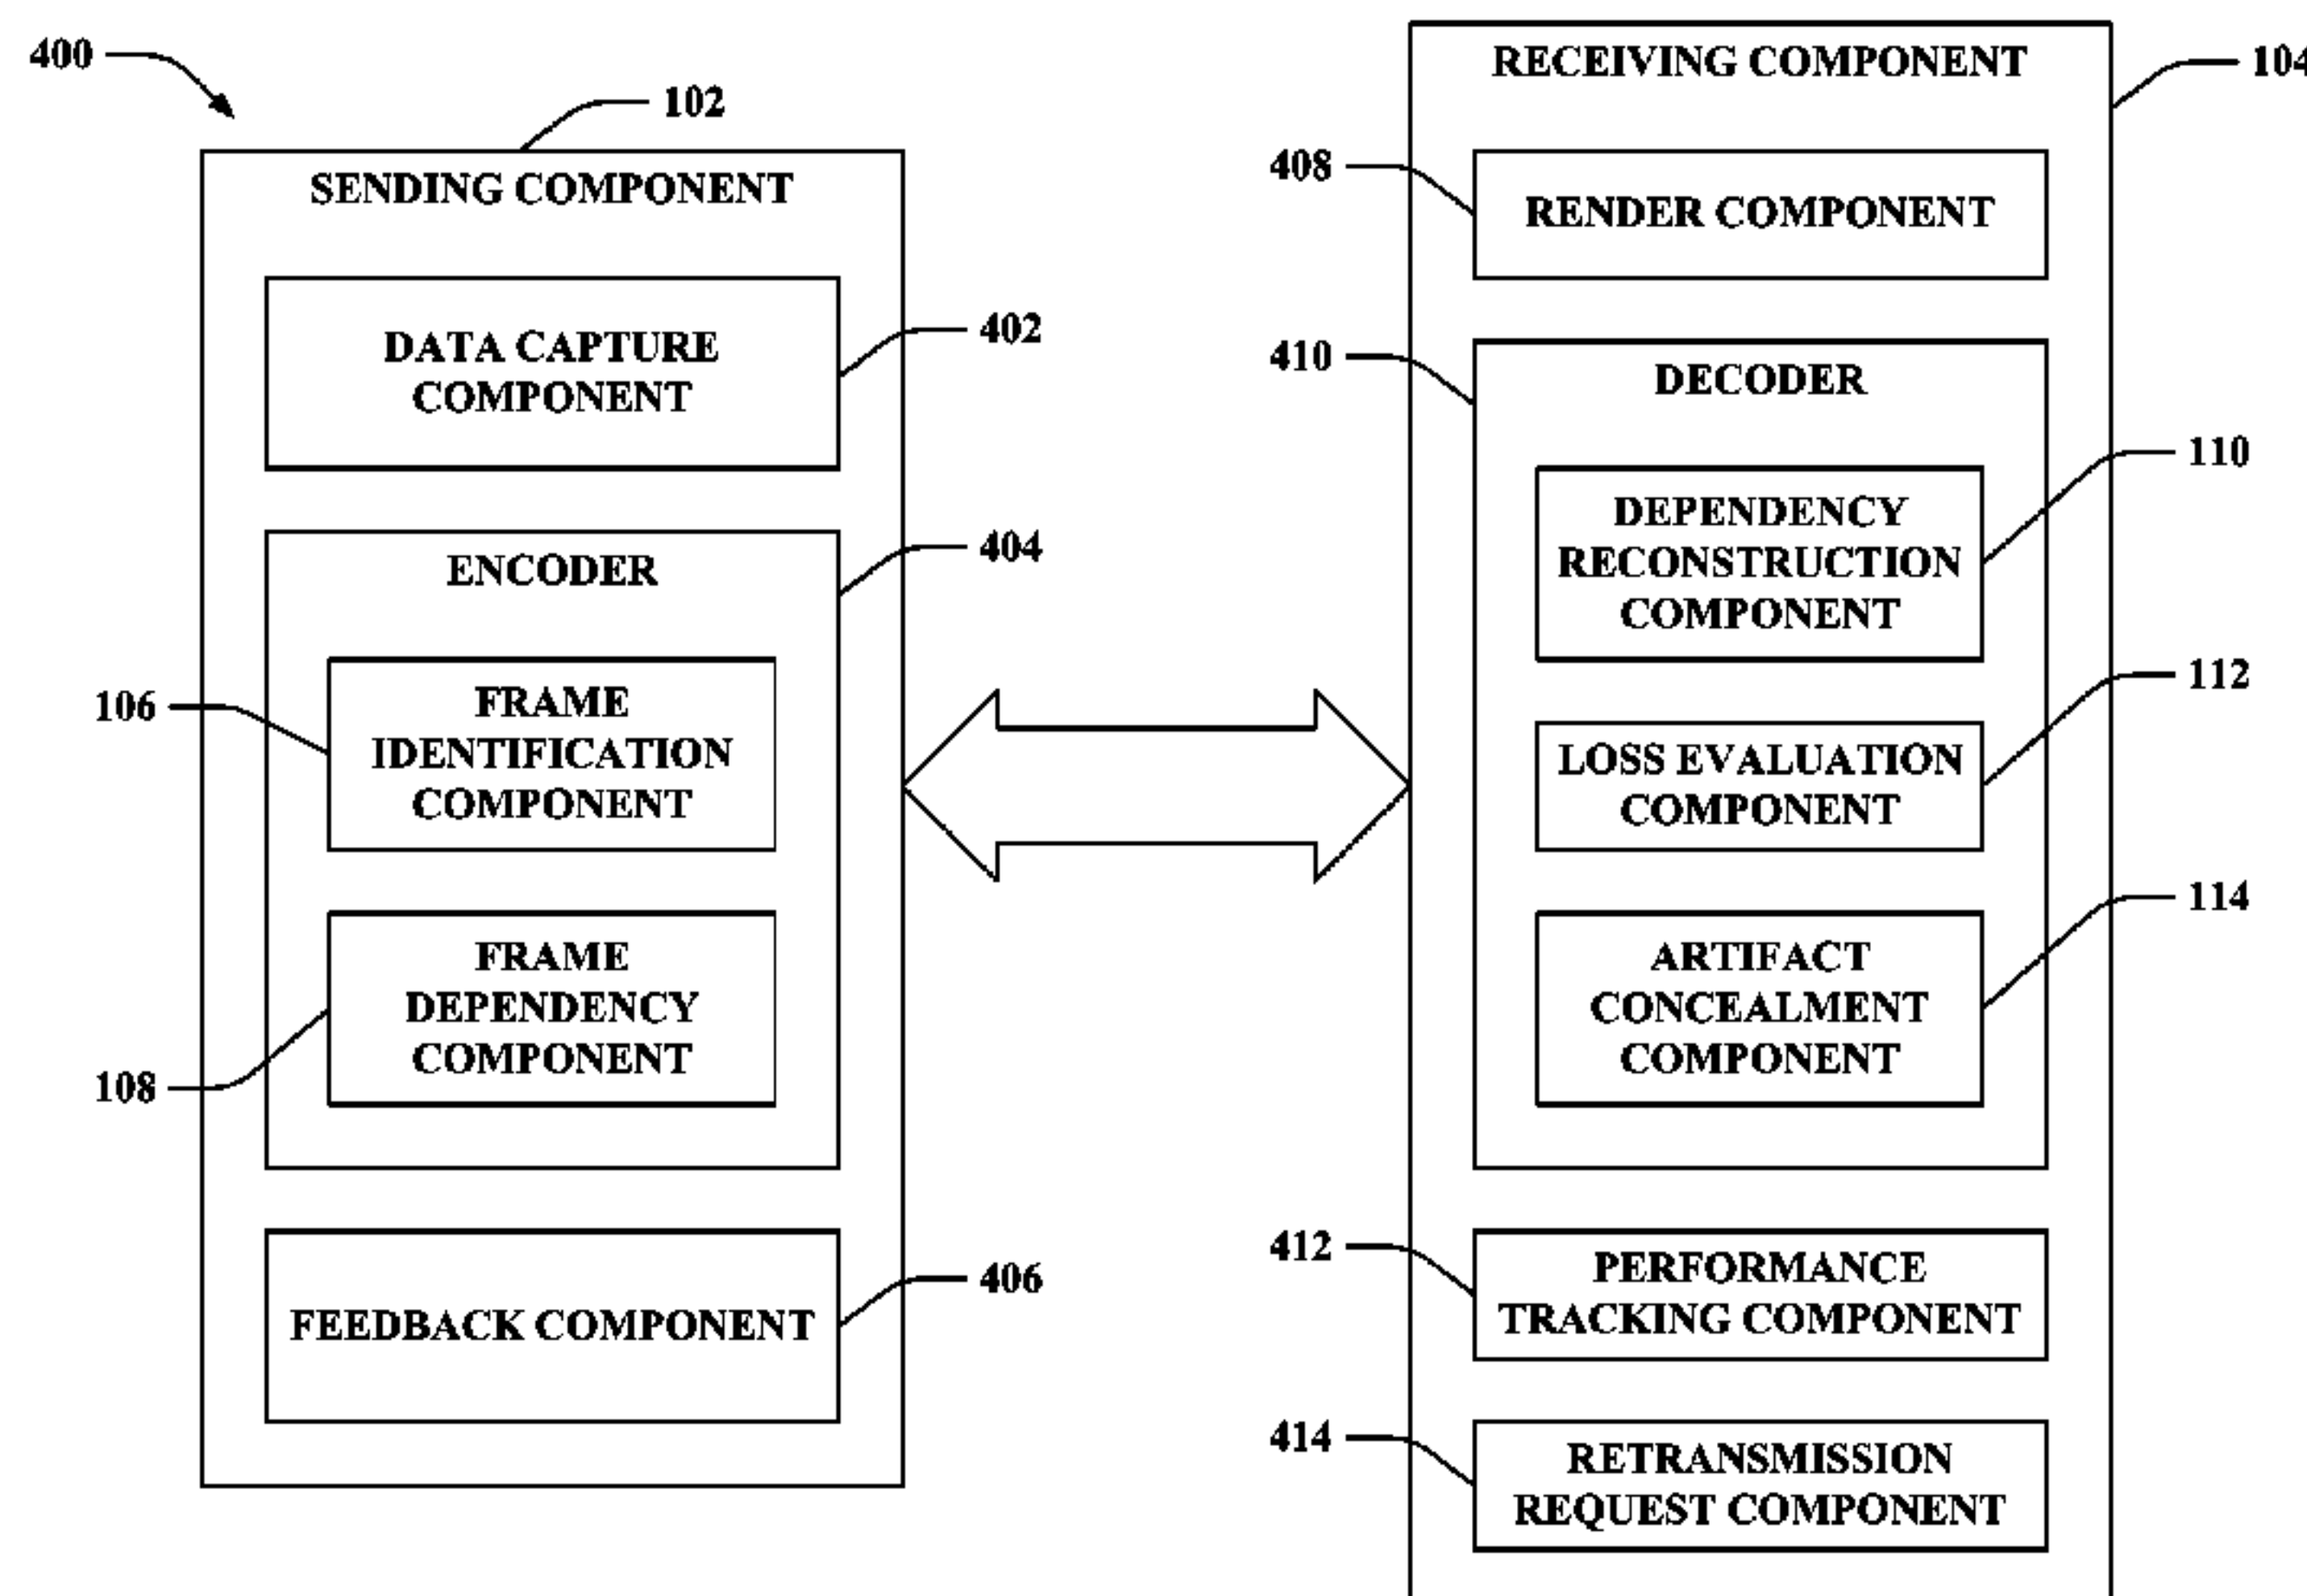 400
102
SENDING COMPONENT
DATA CAPTURE
COMPONENT
402
ENCODER
404
FRAME
IDENTIFICATION
COMPONENT
106
FRAME
DEPENDENCY
COMPONENT
108
FEEDBACK COMPONENT
406
RECEIVING COMPONENT
104
408
RENDER COMPONENT
410
DECODER
DEPENDENCY
RECONSTRUCTION
COMPONENT
110
LOSS EVALUATION
COMPONENT
112
ARTIFACT
CONCEALMENT
COMPONENT
114
412
PERFORMANCE
TRACKING COMPONENT
414
RETRANSMISSION
REQUEST COMPONENT